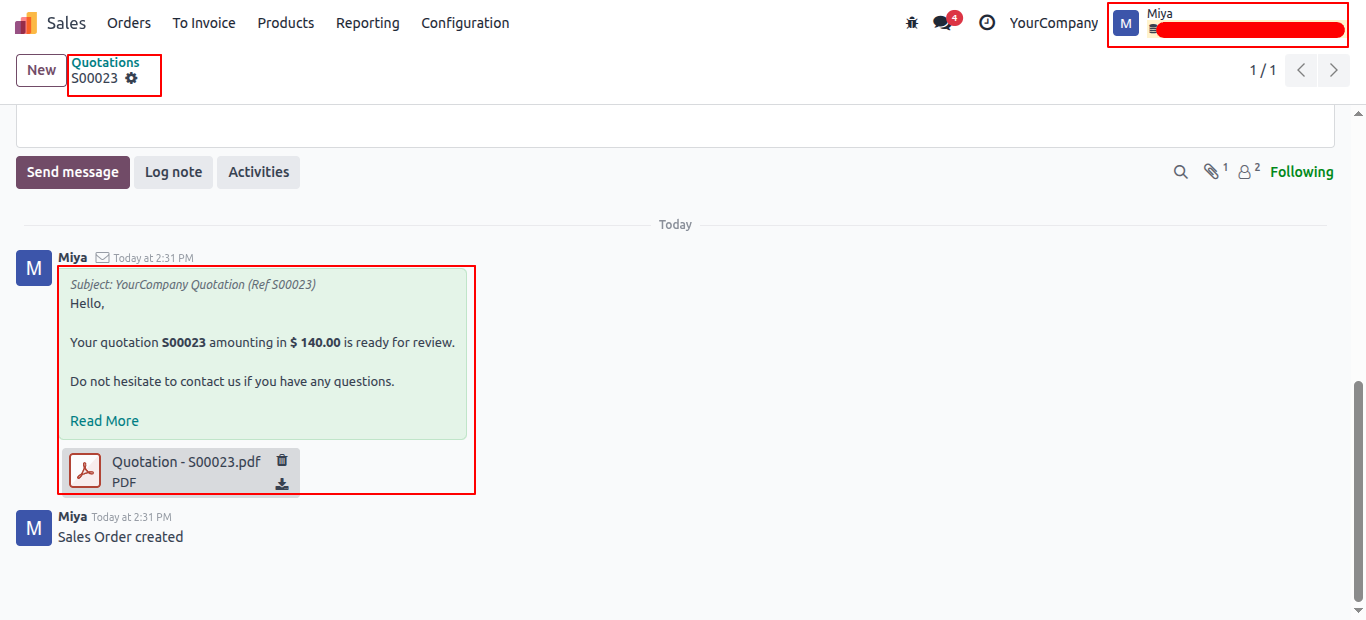 Sales Orders To Invoice Products Reporting Configuration 4 YourCompany M Miya
New Quotations 1 / 1
S00023
Send message Log note Activities 1 2 Following
Today
M Miya Today at 2:31 PM
Subject: YourCompany Quotation (Ref S00023)
Hello,
Your quotation S00023 amounting in $ 140.00 is ready for review.
Do not hesitate to contact us if you have any questions.
Read More
Quotation - S00023.pdf
PDF
M Miya Today at 2:31 PM
Sales Order created